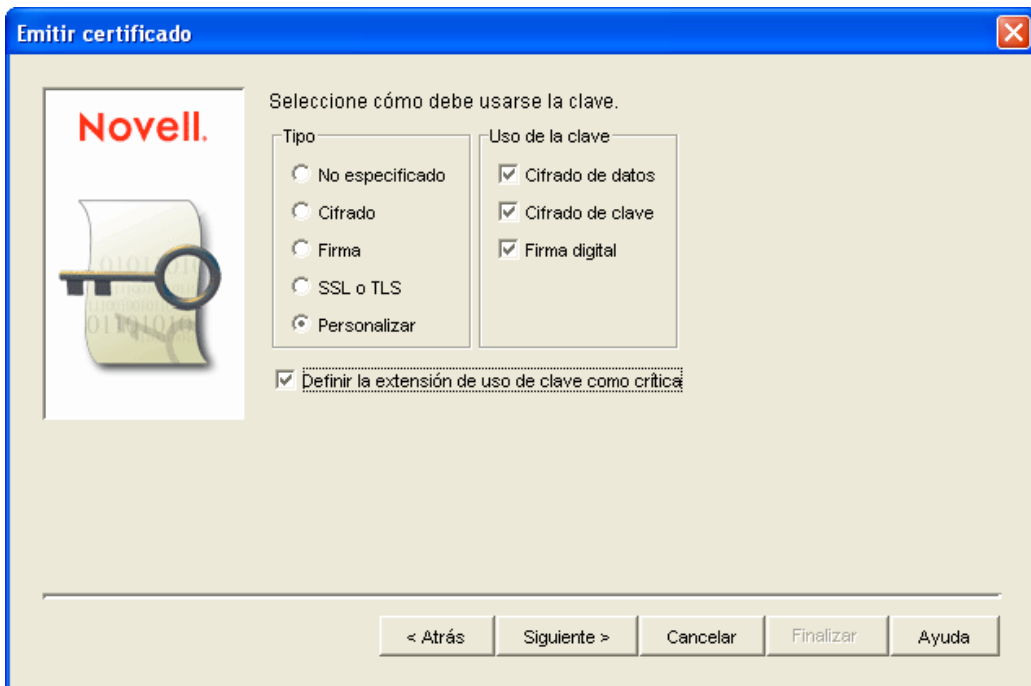 Emitir certificado
Novell.
Seleccione cómo debe usarse la clave.
Tipo
No especificado
Cifrado
Firma
SSL o TLS
Personalizar
Uso de la clave
Cifrado de datos
Cifrado de clave
Firma digital
Definir la extensión de uso de clave como crítica
< Atrás
Siguiente >
Cancelar
Finalizar
Ayuda